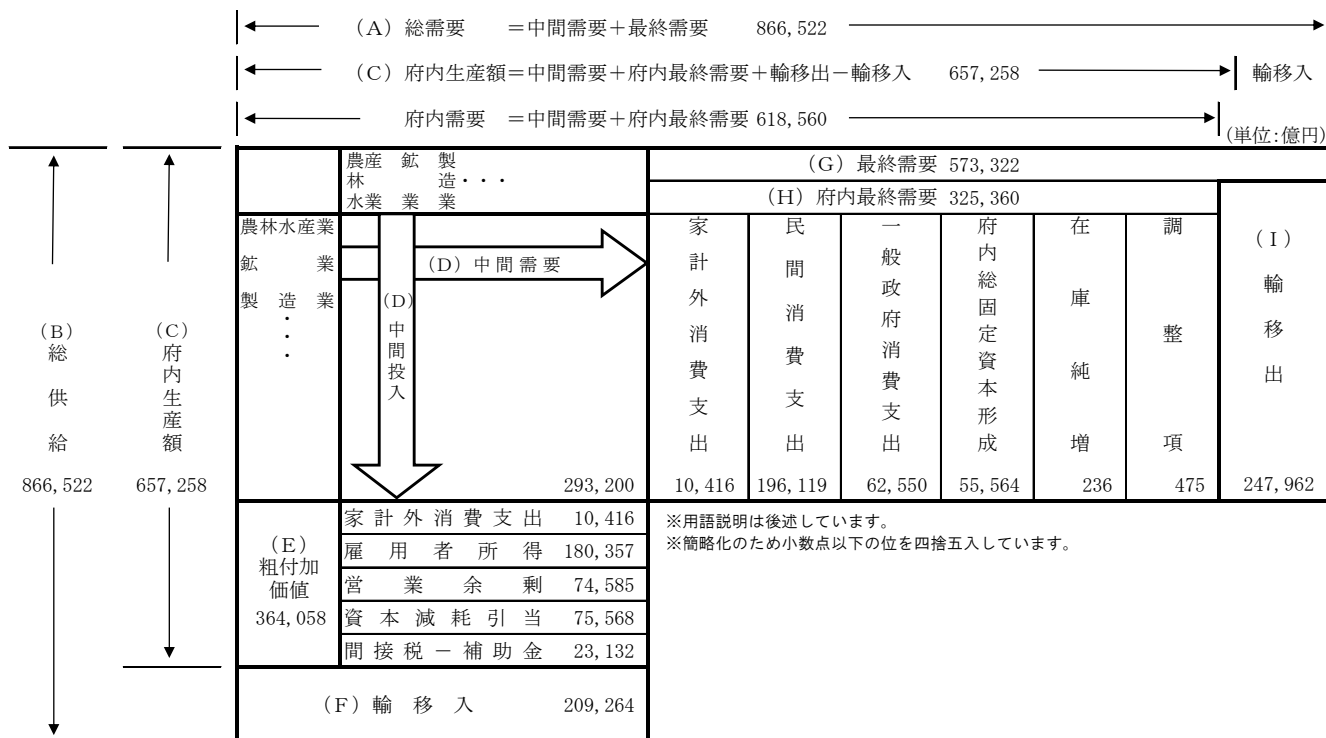 (A) 総需要 ＝中間需要＋最終需要 866,522
(C) 府内生産額＝中間需要＋府内最終需要＋輸移出－輸移入 657,258 輸移入
府内需要 ＝中間需要＋府内最終需要 618,560
(単位:億円)
農産 鉱 製
林 造・・・
水業 業 業
(G) 最終需要 573,322
(H) 府内最終需要 325,360
農林水産業
鉱業
製造業
・
・
・
(D) 中間需要
(D)
中間投入
293,200
家計外消費支出
10,416
民間消費支出
196,119
一般政府消費支出
62,550
府内総固定資本形成
55,564
在庫純増
236
調整項
475
(I)
輸移出
247,962
(B)
総供給
866,522
(C)
府内生産額
657,258
(E)
粗付加
価値
364,058
家計外消費支出 10,416
雇用者所得 180,357
営業余剰 74,585
資本減耗引当 75,568
間接税－補助金 23,132
(F) 輸移入 209,264
※用語説明は後述しています。
※簡略化のため小数点以下の位を四捨五入しています。